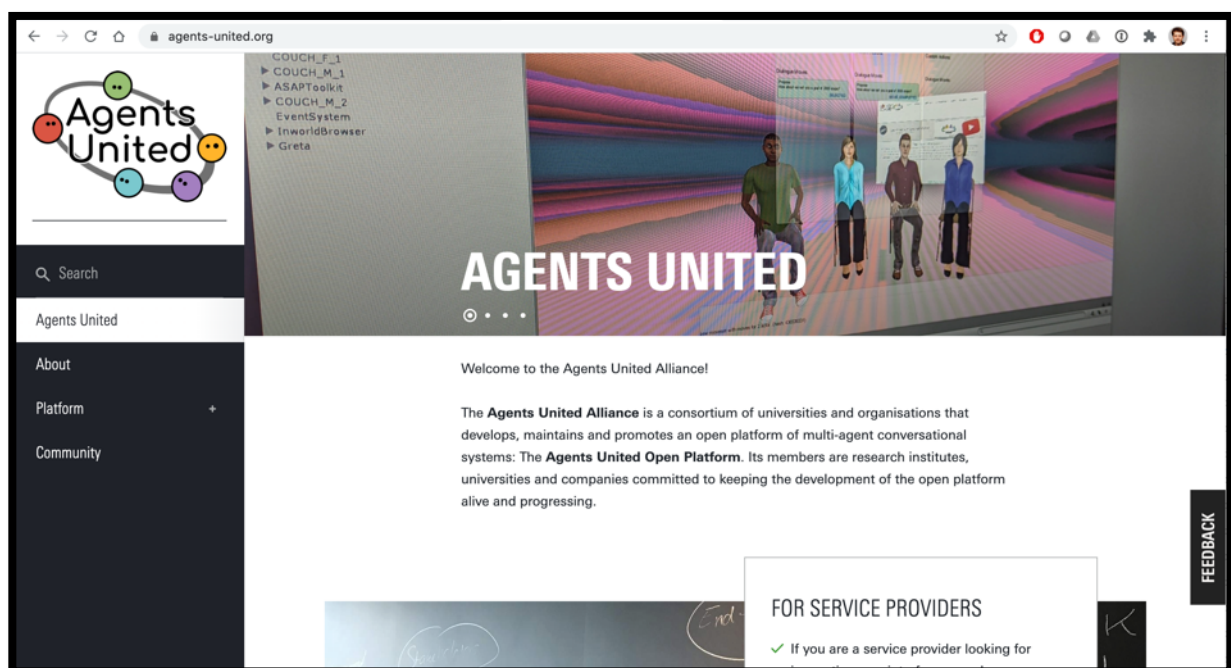 agents-united.org
Agents
United
Search
Agents United
About
Platform +
Community
COUCH_F_1
COUCH_M_1
ASAPToolkit
COUCH_M_2
EventSystem
InworldBrowser
Greta
AGENTS UNITED
Welcome to the Agents United Alliance!
The Agents United Alliance is a consortium of universities and organisations that
develops, maintains and promotes an open platform of multi-agent conversational
systems: The Agents United Open Platform. Its members are research institutes,
universities and companies committed to keeping the development of the open platform
alive and progressing.
FEEDBACK
FOR SERVICE PROVIDERS
✓ If you are a service provider looking for
End-
K